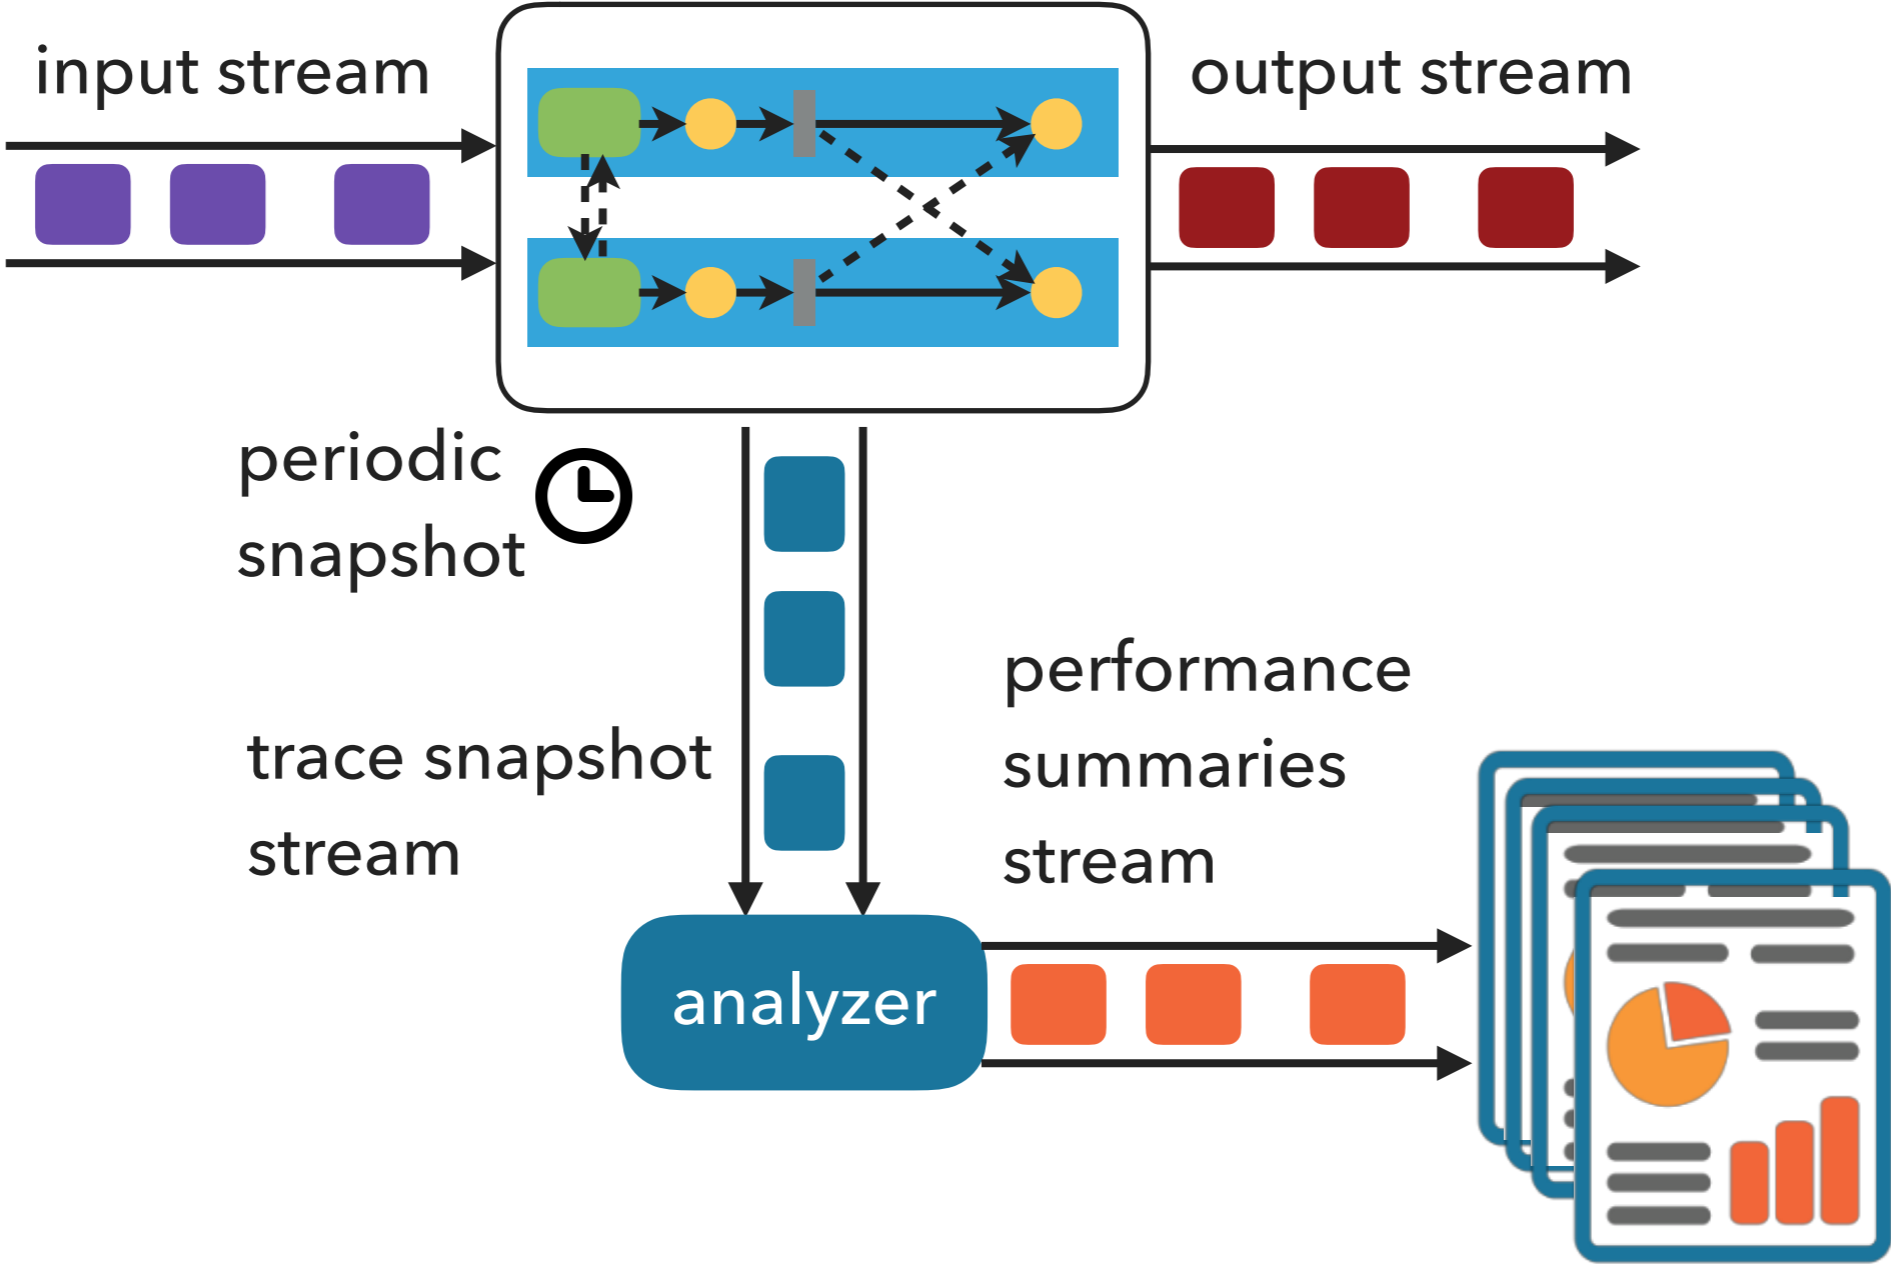 input stream
output stream
periodic
snapshot
trace snapshot
stream
performance
summaries
stream
analyzer